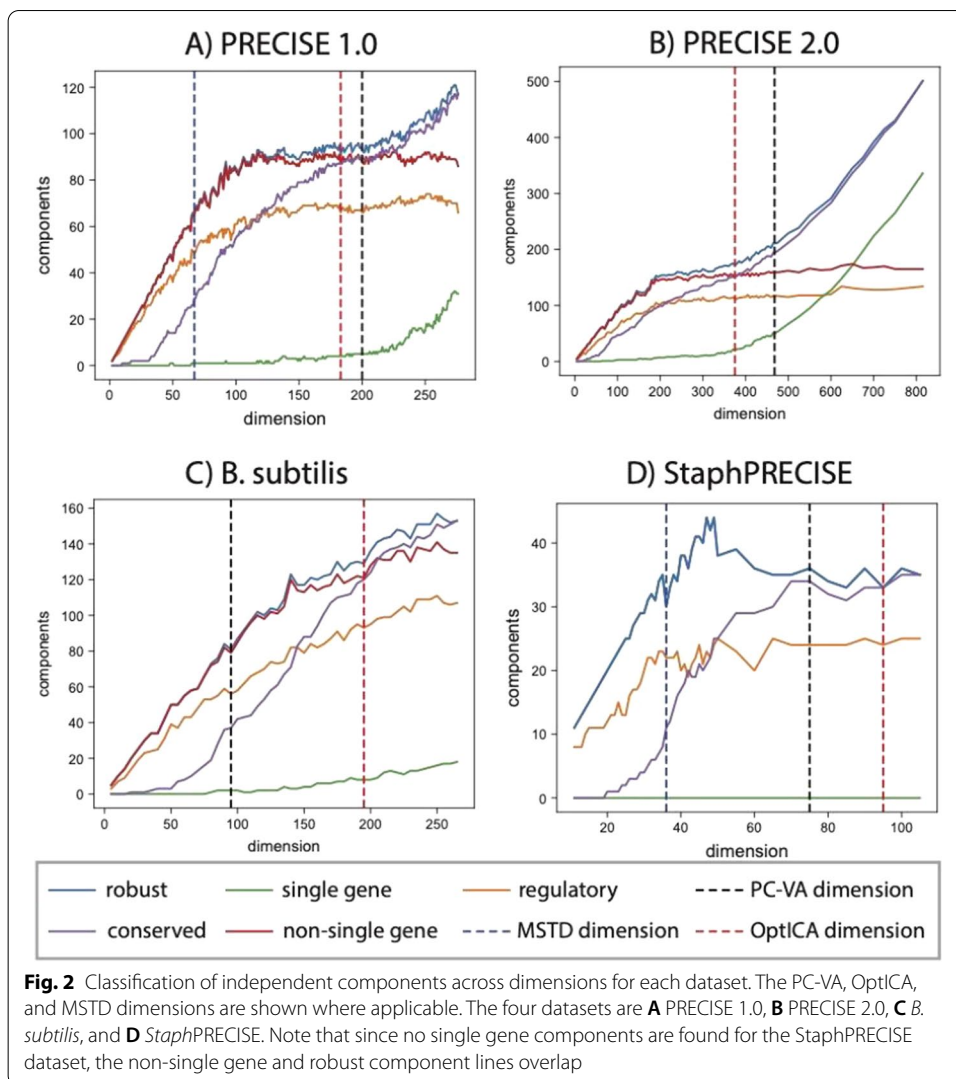 A) PRECISE 1.0
components
120
100
80
60
40
20
0
0 50 100 150 200 250
dimension
B) PRECISE 2.0
components
500
400
300
200
100
0
0 100 200 300 400 500 600 700 800
dimension
C) B. subtilis
components
160
140
120
100
80
60
40
20
0
0 50 100 150 200 250
dimension
D) StaphPRECISE
components
40
30
20
10
0
20 40 60 80 100
dimension
robust single gene regulatory PC-VA dimension
conserved non-single gene MSTD dimension OptICA dimension
Fig. 2 Classification of independent components across dimensions for each dataset. The PC-VA, OptICA,
and MSTD dimensions are shown where applicable. The four datasets are A PRECISE 1.0, B PRECISE 2.0, C B.
subtilis, and D StaphPRECISE. Note that since no single gene components are found for the StaphPRECISE
dataset, the non-single gene and robust component lines overlap